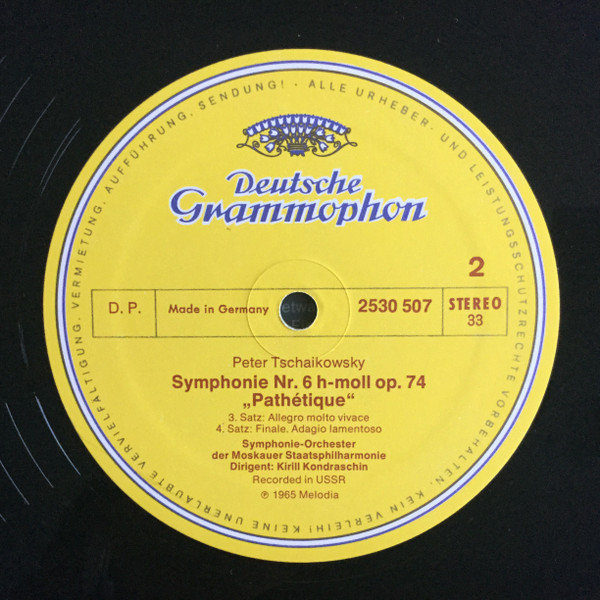 ALLE URHEBER- UND LEISTUNGSSCHUTZRECHTE VORBEHALTEN. KEIN VERLEIH! KEINE UNERLAUBTE VERVIELFÄLTIGUNG, VERMIETUNG, AUFFÜHRUNG, SENDUNG! ·
Deutsche
Grammophon
2
D. P.
Made in Germany
2530 507
STEREO
33
Peter Tschaikowsky
Symphonie Nr. 6 h-moll op. 74
„Pathétique“
3. Satz: Allegro molto vivace
4. Satz: Finale. Adagio lamentoso
Symphonie-Orchester
der Moskauer Staatsphilharmonie
Dirigent: Kirill Kondraschin
Recorded in USSR
℗ 1965 Melodia